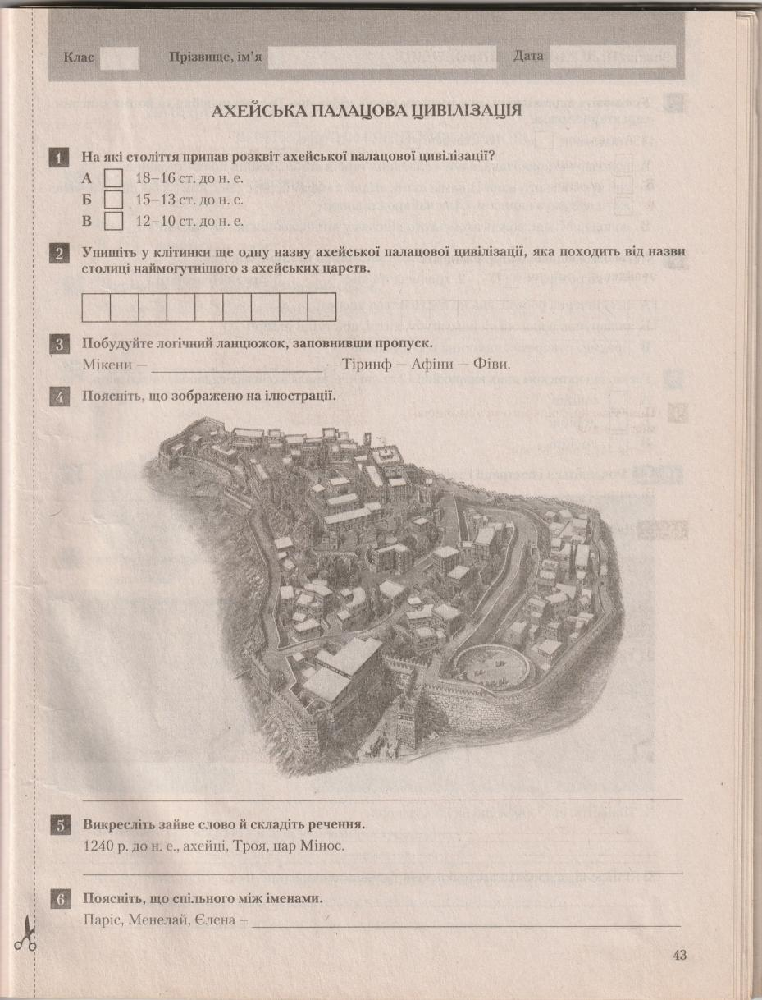 Клас Прізвище, ім’я Дата
АХЕЙСЬКА ПАЛАЦОВА ЦИВІЛІЗАЦІЯ
1 На які століття припав розквіт ахейської палацової цивілізації?
А 18–16 ст. до н. е.
Б 15–13 ст. до н. е.
В 12–10 ст. до н. е.
2 Упишіть у клітинки ще одну назву ахейської палацової цивілізації, яка походить від назви
столиці наймогутнішого з ахейських царств.
3 Побудуйте логічний ланцюжок, заповнивши пропуск.
Мікени — ____ — Тіринф — Афіни — Фіви.
4 Поясніть, що зображено на ілюстрації.
5 Викресліть зайве слово й складіть речення.
1240 р. до н. е., ахейці, Троя, цар Мінос.
6 Поясніть, що спільного між іменами.
Паріс, Менелай, Єлена –
43